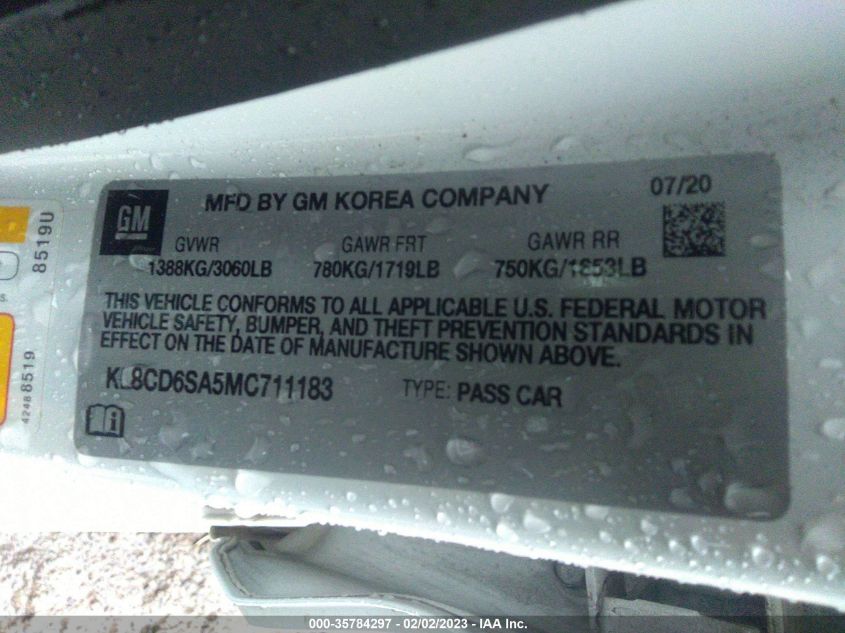 MFD BY GM KOREA COMPANY 07/20
GM
GVWR GAWR FRT GAWR RR
1388KG/3060LB 780KG/1719LB 750KG/1653LB
THIS VEHICLE CONFORMS TO ALL APPLICABLE U.S. FEDERAL MOTOR
VEHICLE SAFETY, BUMPER, AND THEFT PREVENTION STANDARDS IN
EFFECT ON THE DATE OF MANUFACTURE SHOWN ABOVE.
KL8CD6SA5MC711183 TYPE: PASS CAR
i
8519U
S.
4248 8519
000-35784297 - 02/02/2023 - IAA Inc.